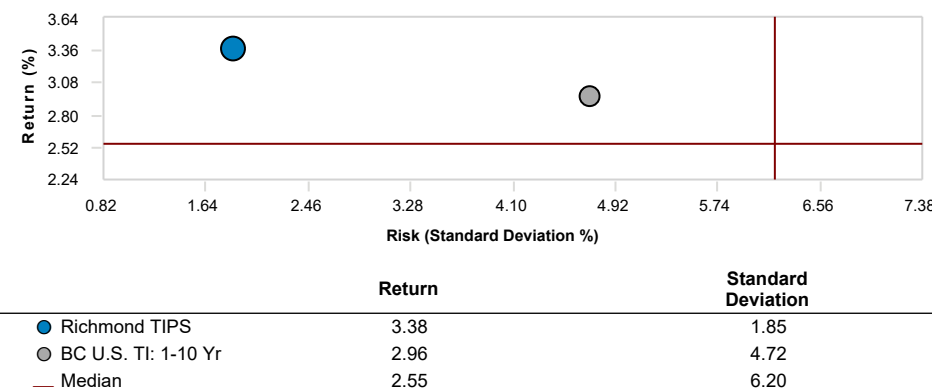 3.64
3.36
3.08
2.80
2.52
2.24
Return (%)
0.82 1.64 2.46 3.28 4.10 4.92 5.74 6.56 7.38
Risk (Standard Deviation %)
Return Standard Deviation
Richmond TIPS 3.38 1.85
BC U.S. TI: 1-10 Yr 2.96 4.72
Median 2.55 6.20